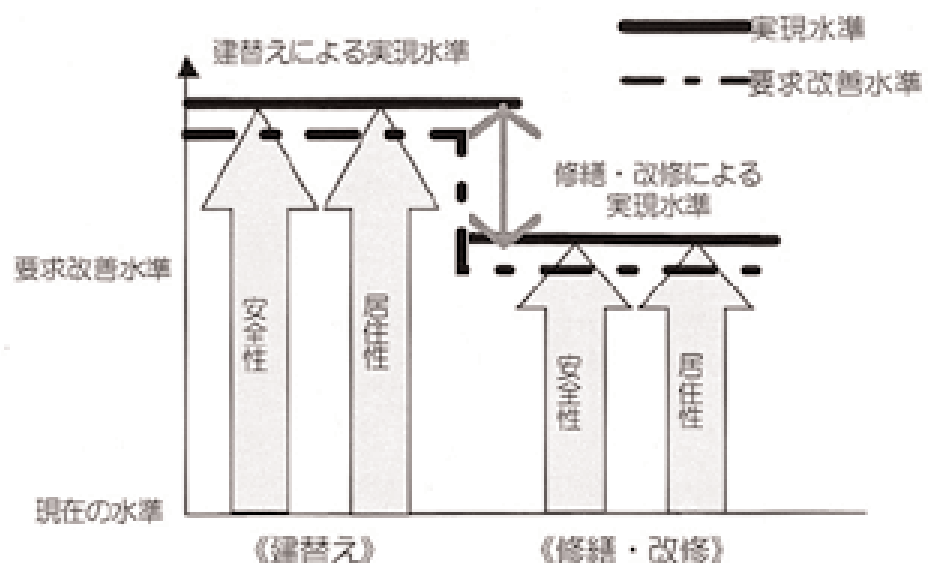 実現水準
要求改善水準
建替えによる実現水準
修繕・改修による
実現水準
要求改善水準
安全性
居住性
安全性
居住性
現在の水準
《建替え》
《修繕・改修》